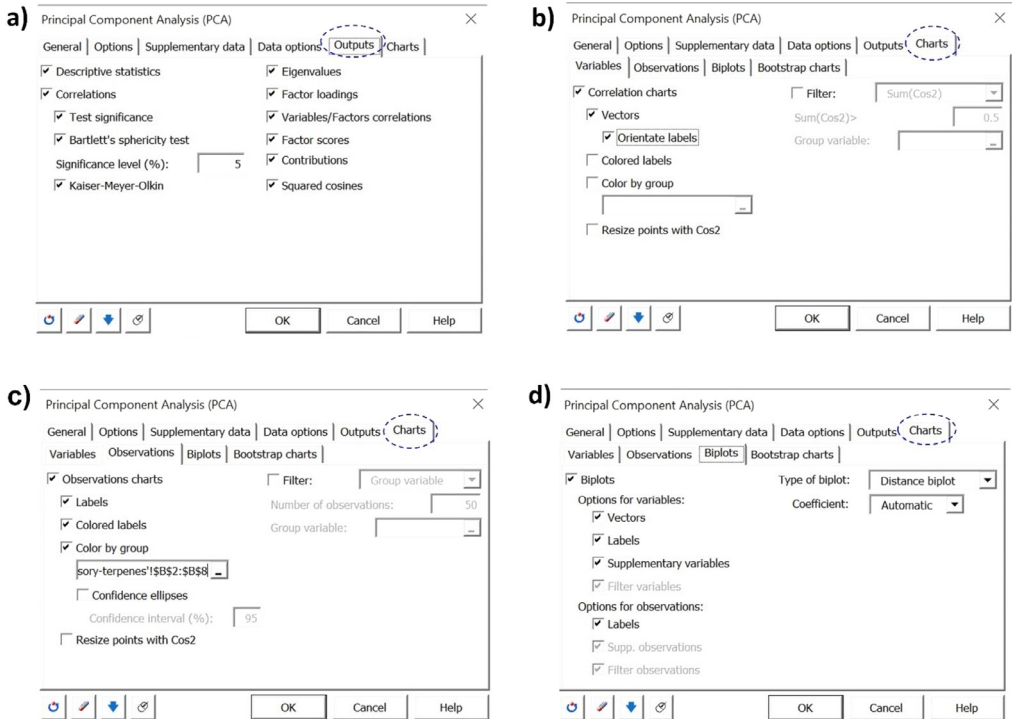 a)
Principal Component Analysis (PCA)
General Options Supplementary data Data options Outputs Charts
Descriptive statistics
Correlations
Test significance
Bartlett's sphericity test
Significance level (%): 5
Kaiser-Meyer-Olkin
Eigenvalues
Factor loadings
Variables/Factors correlations
Factor scores
Contributions
Squared cosines
OK Cancel Help
b)
Principal Component Analysis (PCA)
General Options Supplementary data Data options Outputs Charts
Variables Observations Biplots Bootstrap charts
Correlation charts
Vectors
Orientate labels
Colored labels
Color by group
...
Resize points with Cos2
Filter: Sum(Cos2)
Sum(Cos2)> 0.5
Group variable: ...
OK Cancel Help
c)
Principal Component Analysis (PCA)
General Options Supplementary data Data options Outputs Charts
Variables Observations Biplots Bootstrap charts
Observations charts
Labels
Colored labels
Color by group
sory-terpenes'!$B$2:$B$8 ...
Confidence ellipses
Confidence interval (%): 95
Resize points with Cos2
Filter: Group variable
Number of observations: 50
Group variable: ...
OK Cancel Help
d)
Principal Component Analysis (PCA)
General Options Supplementary data Data options Outputs Charts
Variables Observations Biplots Bootstrap charts
Biplots
Options for variables:
Vectors
Labels
Supplementary variables
Filter variables
Options for observations:
Labels
Supp. observations
Filter observations
Type of biplot: Distance biplot
Coefficient: Automatic
OK Cancel Help